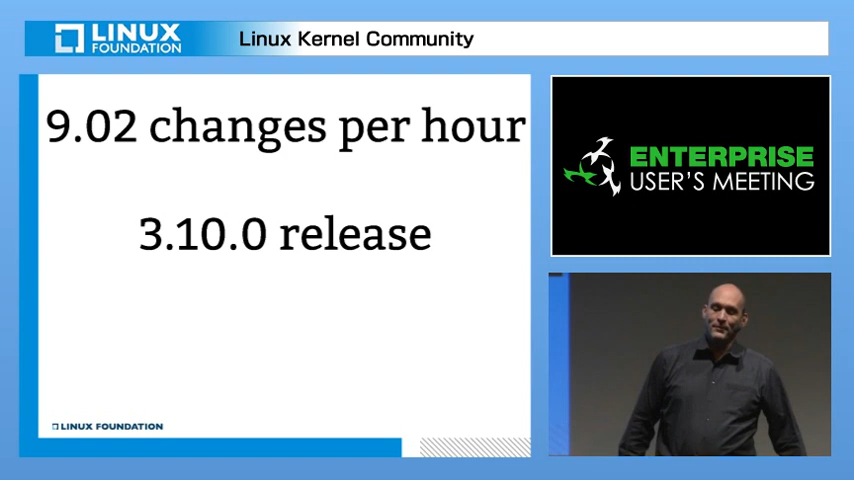 LINUX
FOUNDATION
Linux Kernel Community
9.02 changes per hour
3.10.0 release
ENTERPRISE
USER'S MEETING
LINUX FOUNDATION